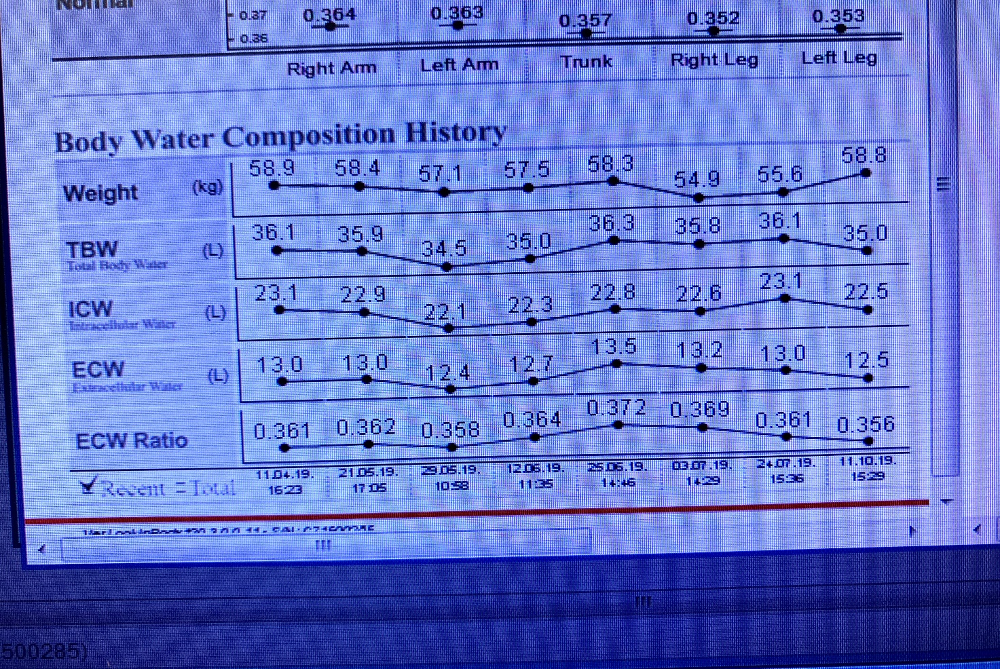 Normal
0.37 0.364 0.363 0.357 0.352 0.353
0.36
Right Arm Left Arm Trunk Right Leg Left Leg
Body Water Composition History
Weight (kg) 58.9 58.4 57.1 57.5 58.3 54.9 55.6 58.8
TBW (L) 36.1 35.9 34.5 35.0 36.3 35.8 36.1 35.0
Total Body Water
ICW (L) 23.1 22.9 22.1 22.3 22.8 22.6 23.1 22.5
Intracellular Water
ECW (L) 13.0 13.0 12.4 12.7 13.5 13.2 13.0 12.5
Extracellular Water
ECW Ratio 0.361 0.362 0.358 0.364 0.372 0.369 0.361 0.356
11.04.19. 21.05.19. 29.05.19. 12.06.19. 25.06.19. 03.07.19. 24.07.19. 11.10.19.
Recent Total 16:23 17:05 10:58 11:35 14:46 14:29 15:36 15:29
500285)